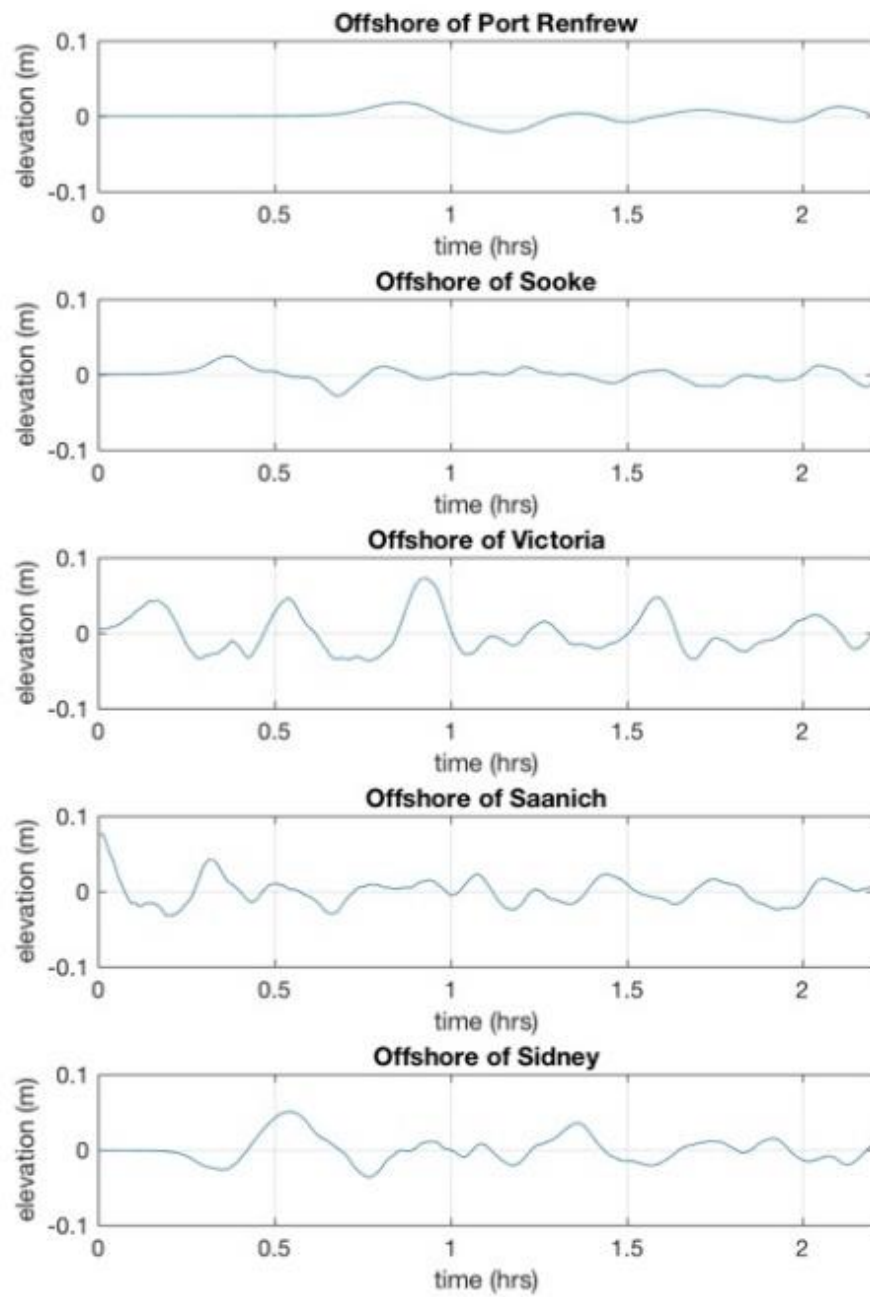 Offshore of Port Renfrew
0.1
0
-0.1
elevation (m)
0 0.5 1 1.5 2
time (hrs)
Offshore of Sooke
0.1
0
-0.1
elevation (m)
0 0.5 1 1.5 2
time (hrs)
Offshore of Victoria
0.1
0
-0.1
elevation (m)
0 0.5 1 1.5 2
time (hrs)
Offshore of Saanich
0.1
0
-0.1
elevation (m)
0 0.5 1 1.5 2
time (hrs)
Offshore of Sidney
0.1
0
-0.1
elevation (m)
0 0.5 1 1.5 2
time (hrs)